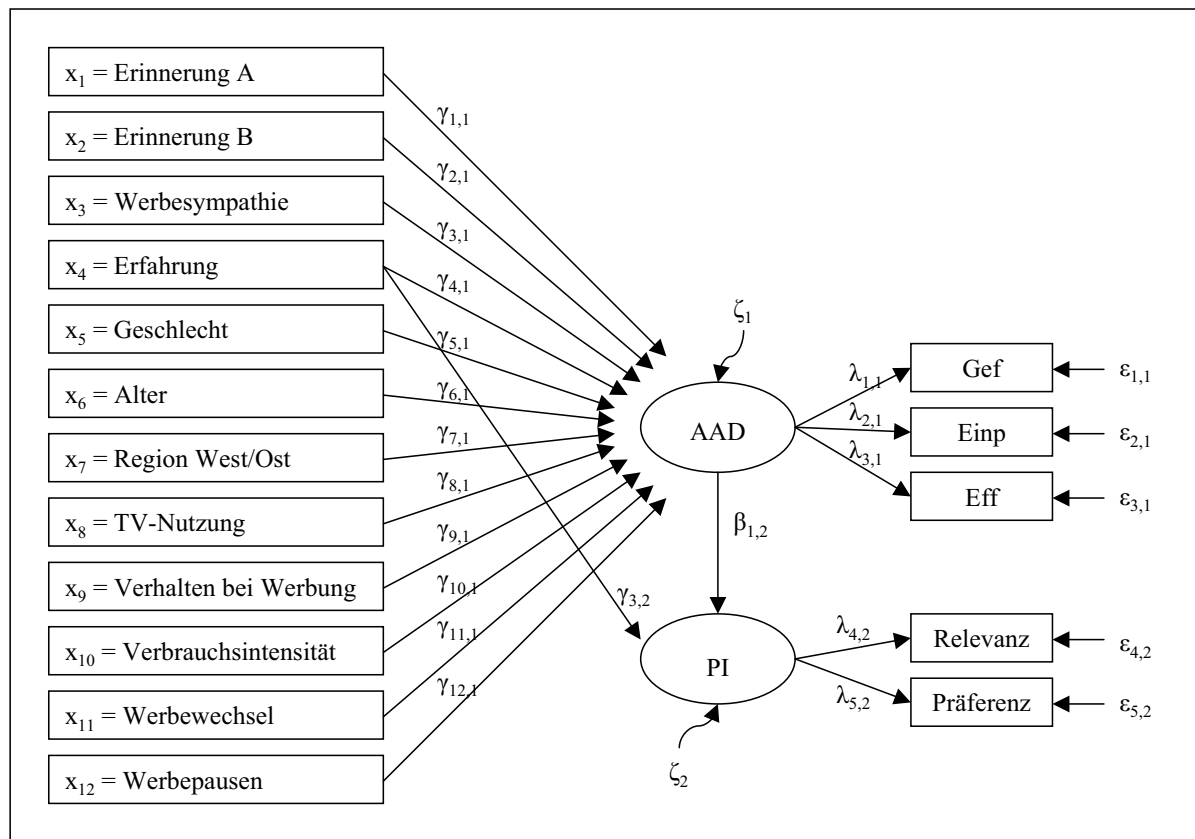 x₁ = Erinnerung A
x₂ = Erinnerung B
x₃ = Werbesympathie
x₄ = Erfahrung
x₅ = Geschlecht
x₆ = Alter
x₇ = Region West/Ost
x₈ = TV-Nutzung
x₉ = Verhalten bei Werbung
x₁₀ = Verbrauchsintensität
x₁₁ = Werbewechsel
x₁₂ = Werbepausen
γ₁,₁
γ₂,₁
γ₃,₁
γ₄,₁
γ₅,₁
γ₆,₁
γ₇,₁
γ₈,₁
γ₉,₁
γ₁₀,₁
γ₁₁,₁
γ₁₂,₁
γ₃,₂
ζ₁
AAD
β₁,₂
PI
ζ₂
λ₁,₁
λ₂,₁
λ₃,₁
λ₄,₂
λ₅,₂
Gef
Einp
Eff
Relevanz
Präferenz
ε₁,₁
ε₂,₁
ε₃,₁
ε₄,₂
ε₅,₂